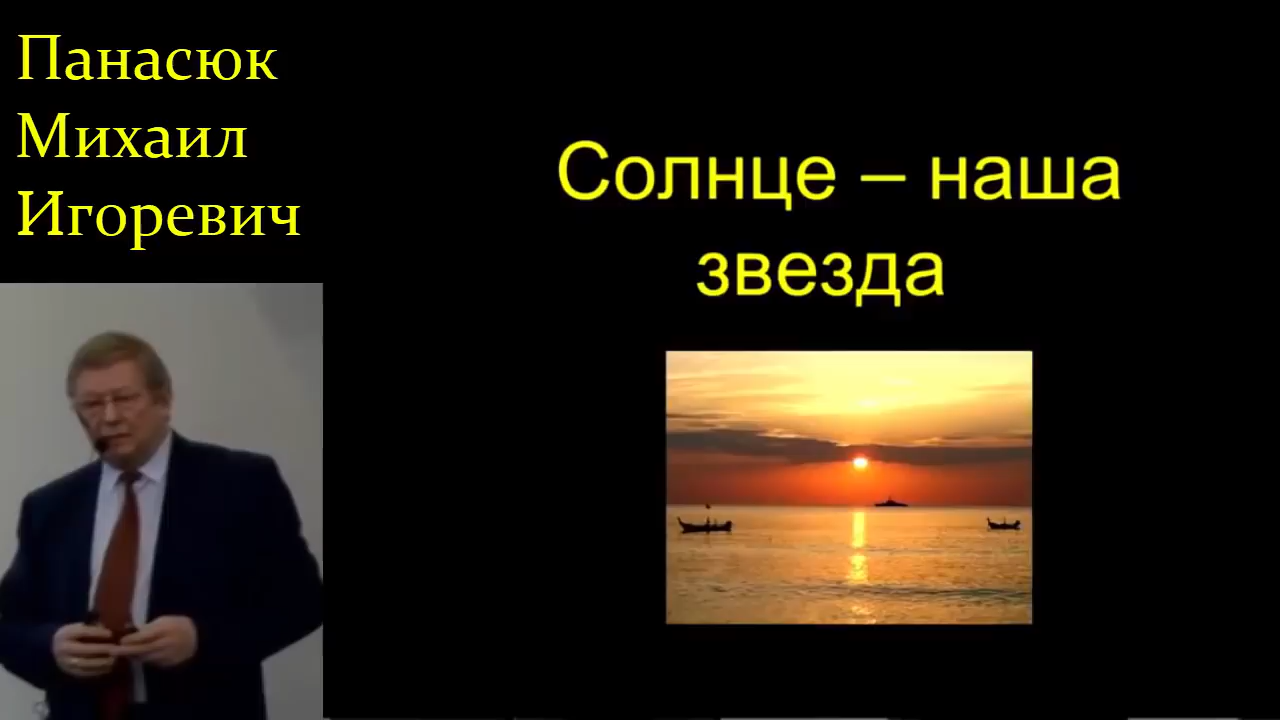 Панасюк
Михаил
Игоревич
Солнце – наша
звезда